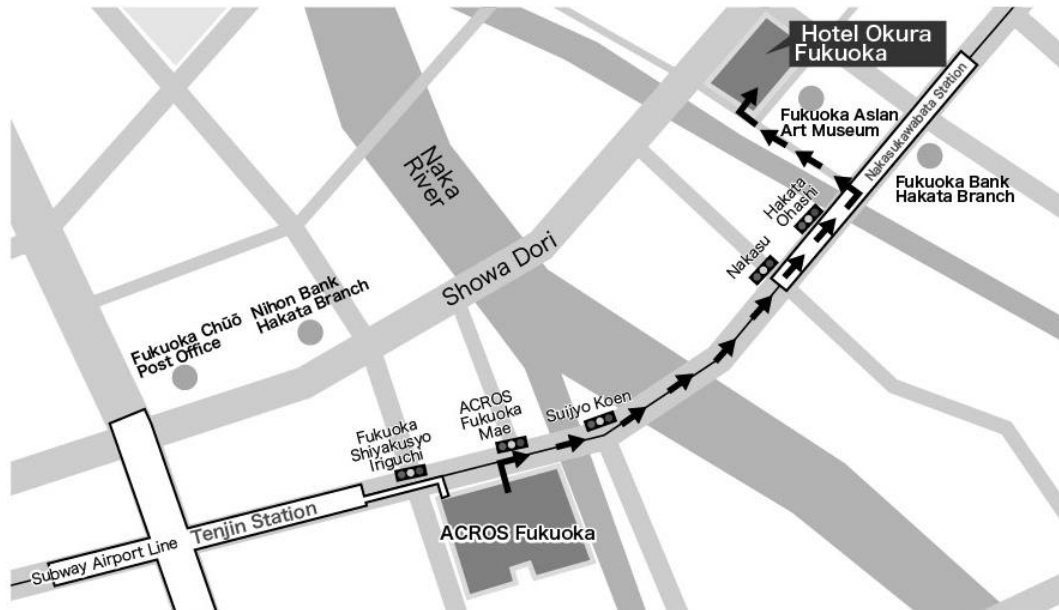 Hotel Okura
Fukuoka
Fukuoka Asian
Art Museum
Nakasukawabata Station
Fukuoka Bank
Hakata Branch
Naka
River
Hakata
Ohashi
Nakasu
Showa Dori
Nihon Bank
Hakata Branch
Fukuoka Chūō
Post Office
Suijyo Koen
ACROS
Fukuoka
Mae
Fukuoka
Shiyakusyo
Iriguchi
Tenjin Station
Subway Airport Line
ACROS Fukuoka